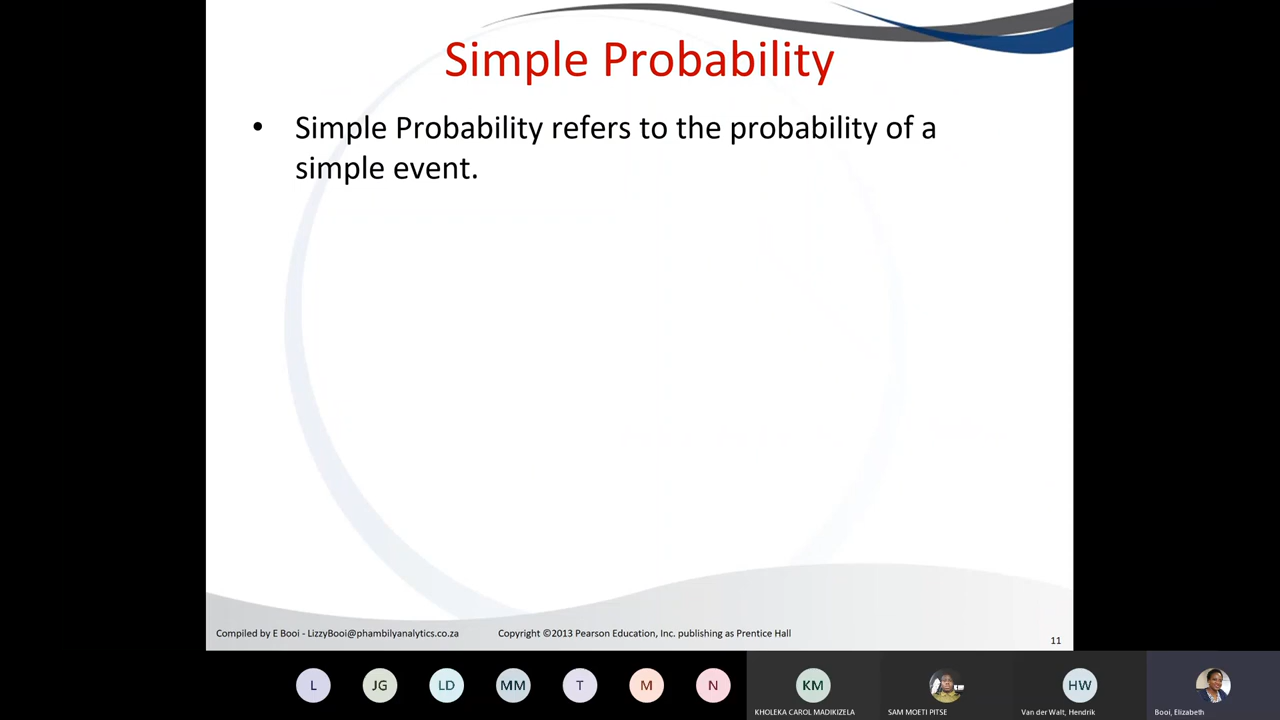 Simple Probability
• Simple Probability refers to the probability of a
simple event.
Compiled by E Booi - LizzyBooi@phambilyanalytics.co.za Copyright ©2013 Pearson Education, Inc. publishing as Prentice Hall 11
L JG LD MM T M N KM HW
KHOLEKA CAROL MADIKIZELA SAM MOETI PITSE Van der Walt, Hendrik Booi, Elizabeth